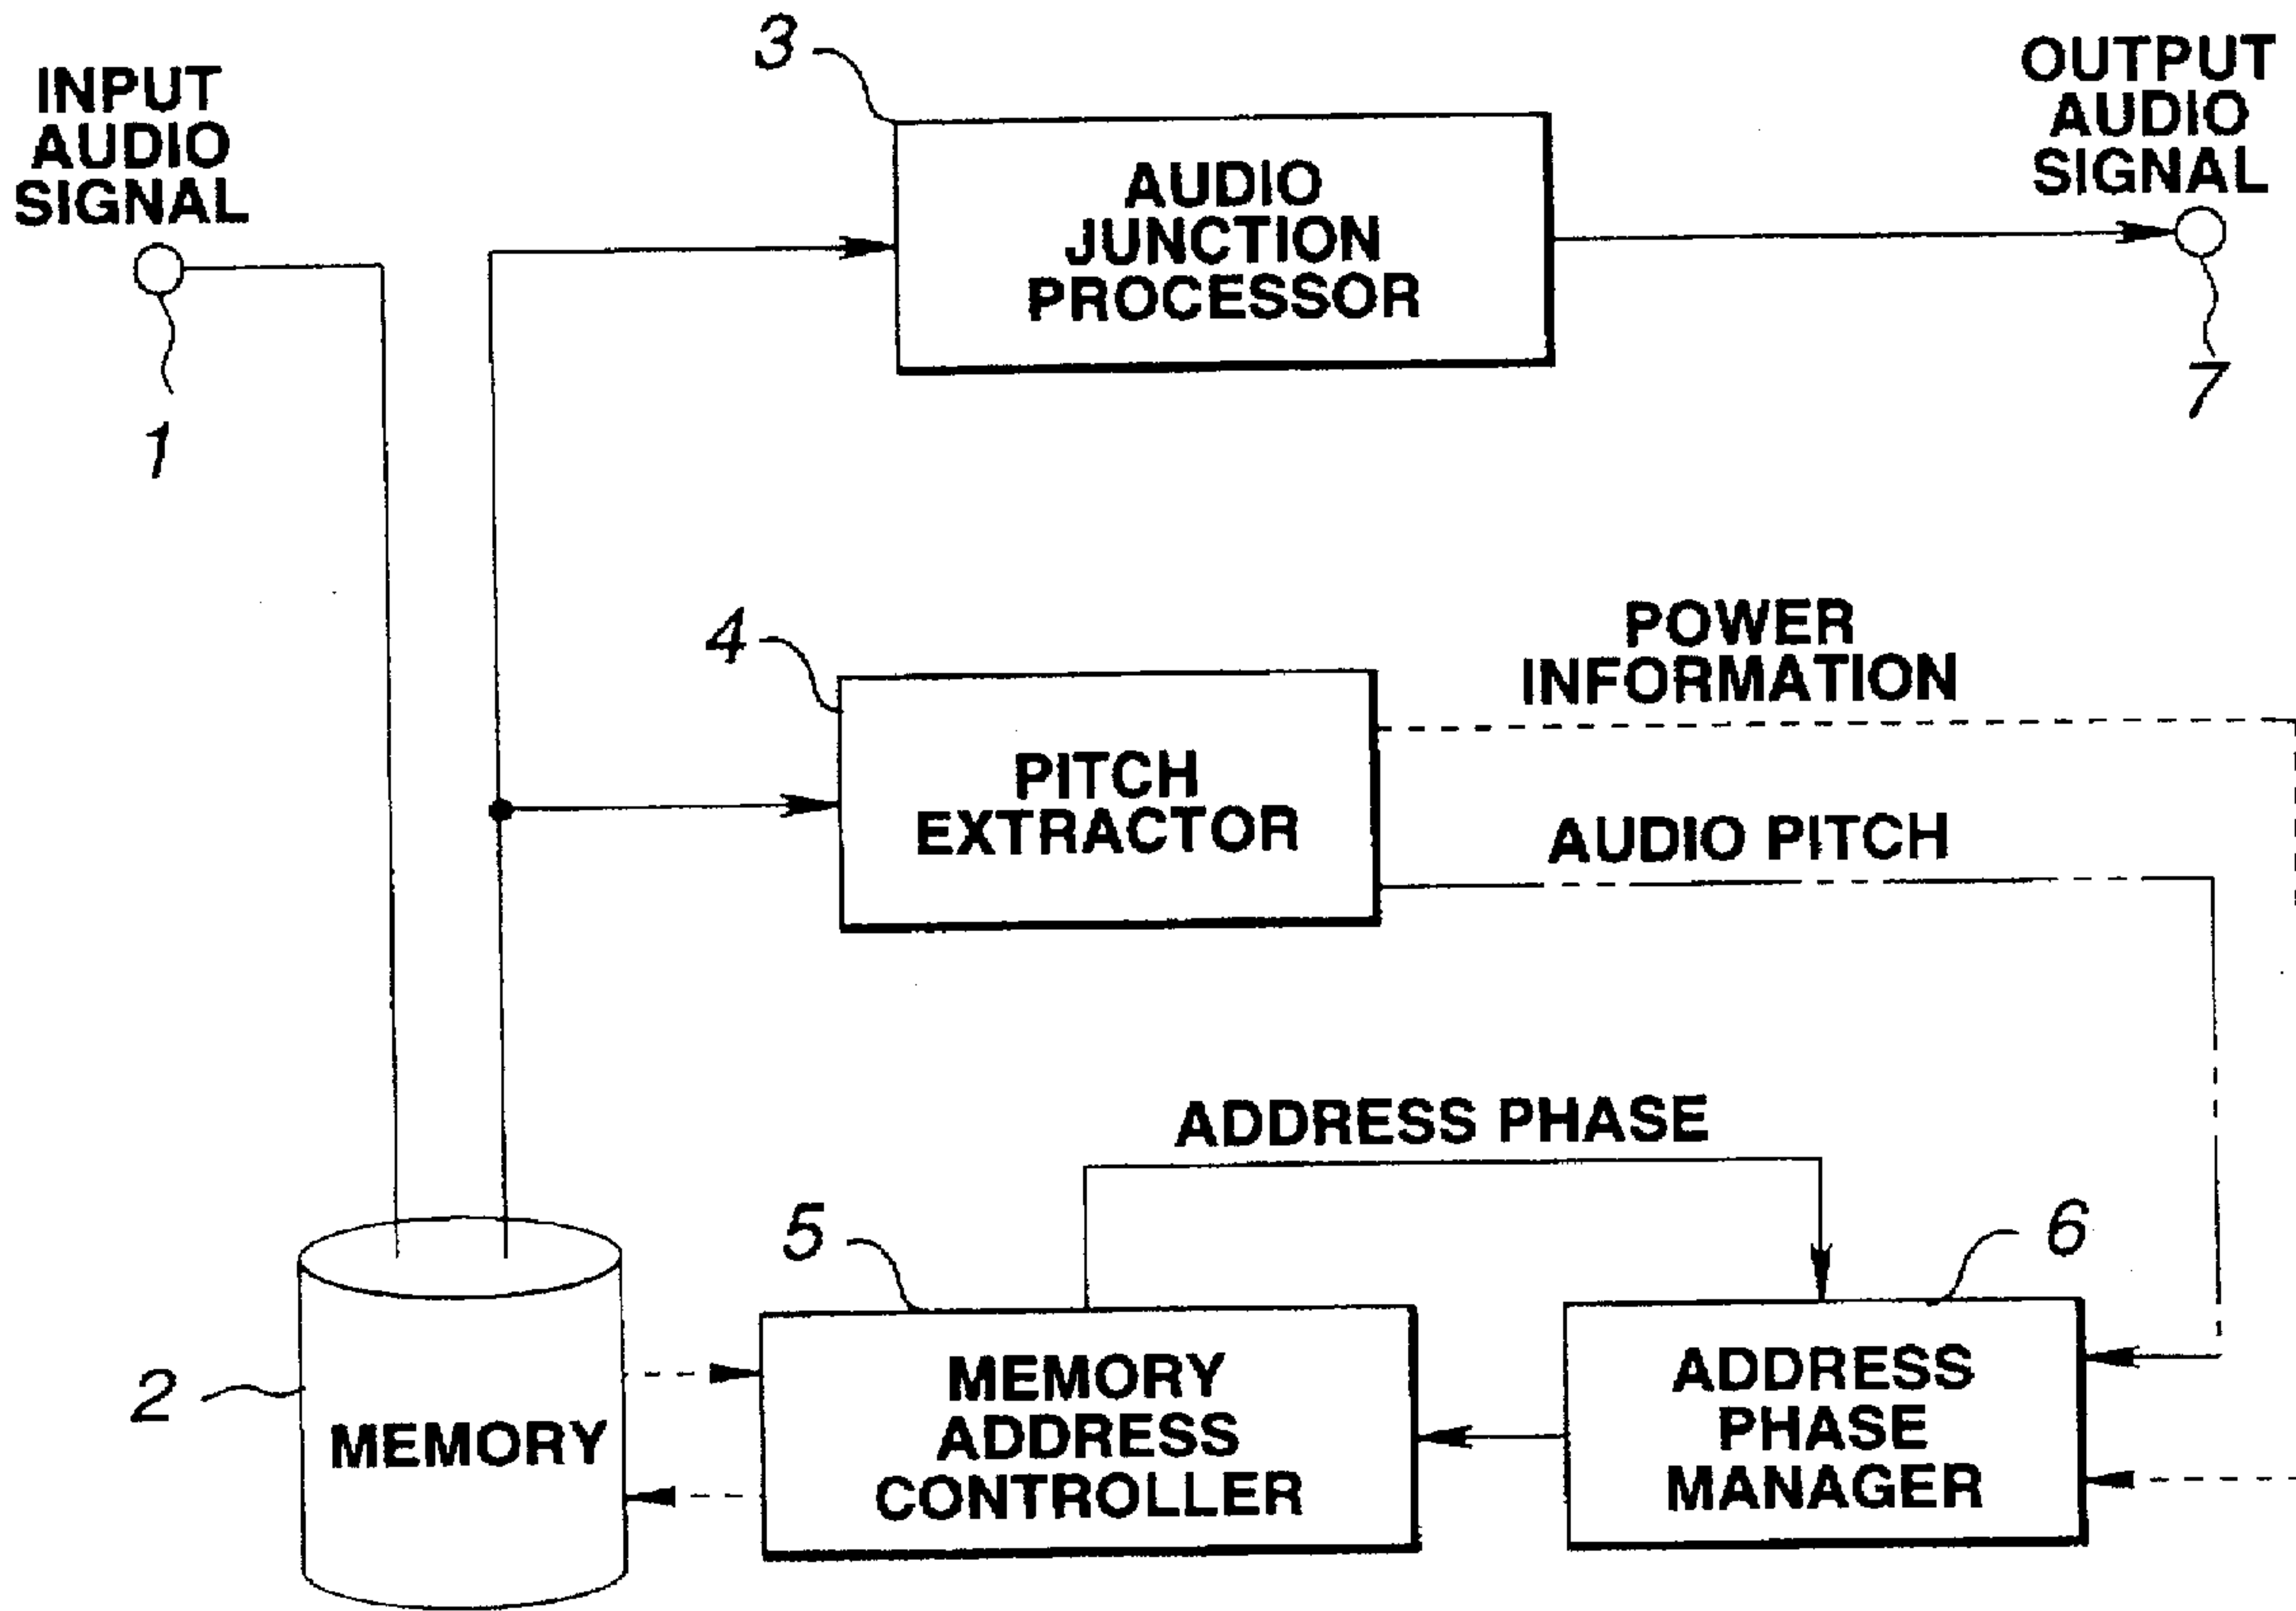 INPUT
AUDIO
SIGNAL
1
3
AUDIO
JUNCTION
PROCESSOR
OUTPUT
AUDIO
SIGNAL
7
4
PITCH
EXTRACTOR
POWER
INFORMATION
AUDIO PITCH
ADDRESS PHASE
2
MEMORY
5
MEMORY
ADDRESS
CONTROLLER
6
ADDRESS
PHASE
MANAGER